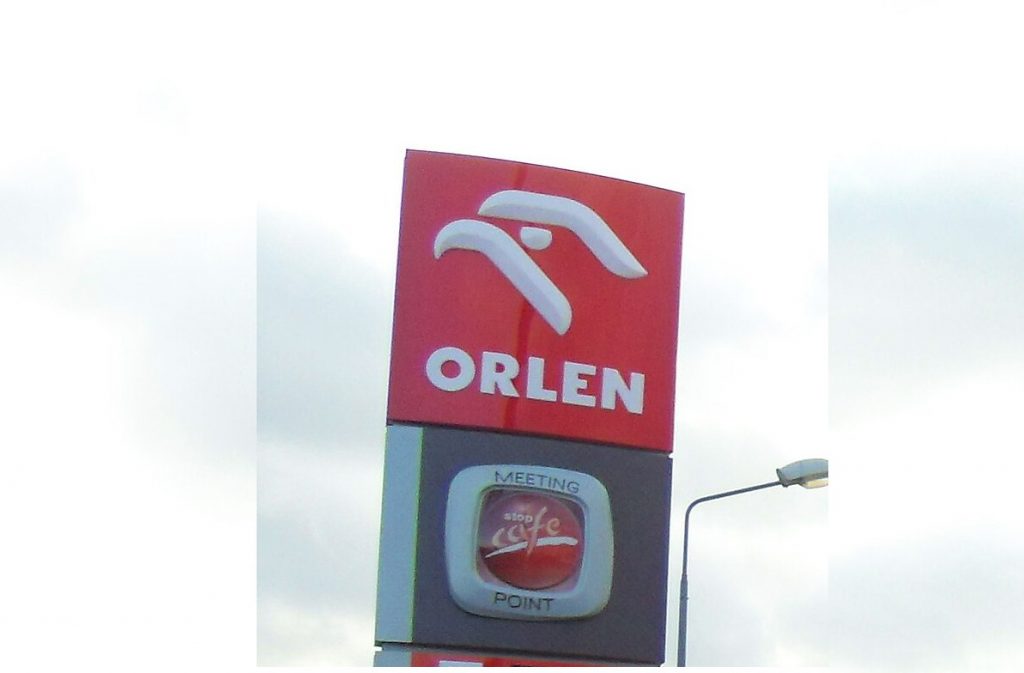 ORLEN
MEETING
stop
cafe
POINT